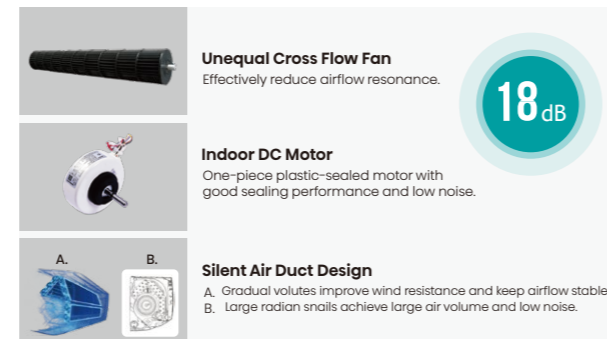 Unequal Cross Flow Fan
Effectively reduce airflow resonance.
18 dB
Indoor DC Motor
One-piece plastic-sealed motor with
good sealing performance and low noise.
A. B.
Silent Air Duct Design
A. Gradual volutes improve wind resistance and keep airflow stable
B. Large radian snails achieve large air volume and low noise.